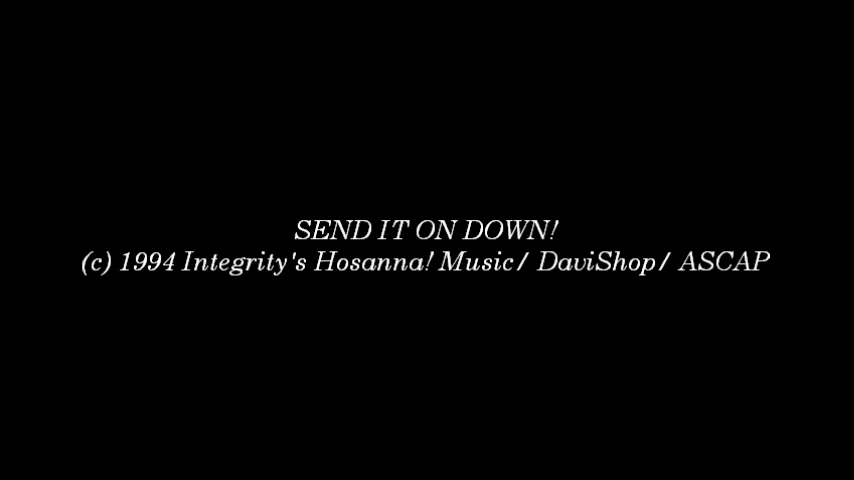 SEND IT ON DOWN!
(c) 1994 Integrity's Hosanna! Music/ DaviShop/ ASCAP